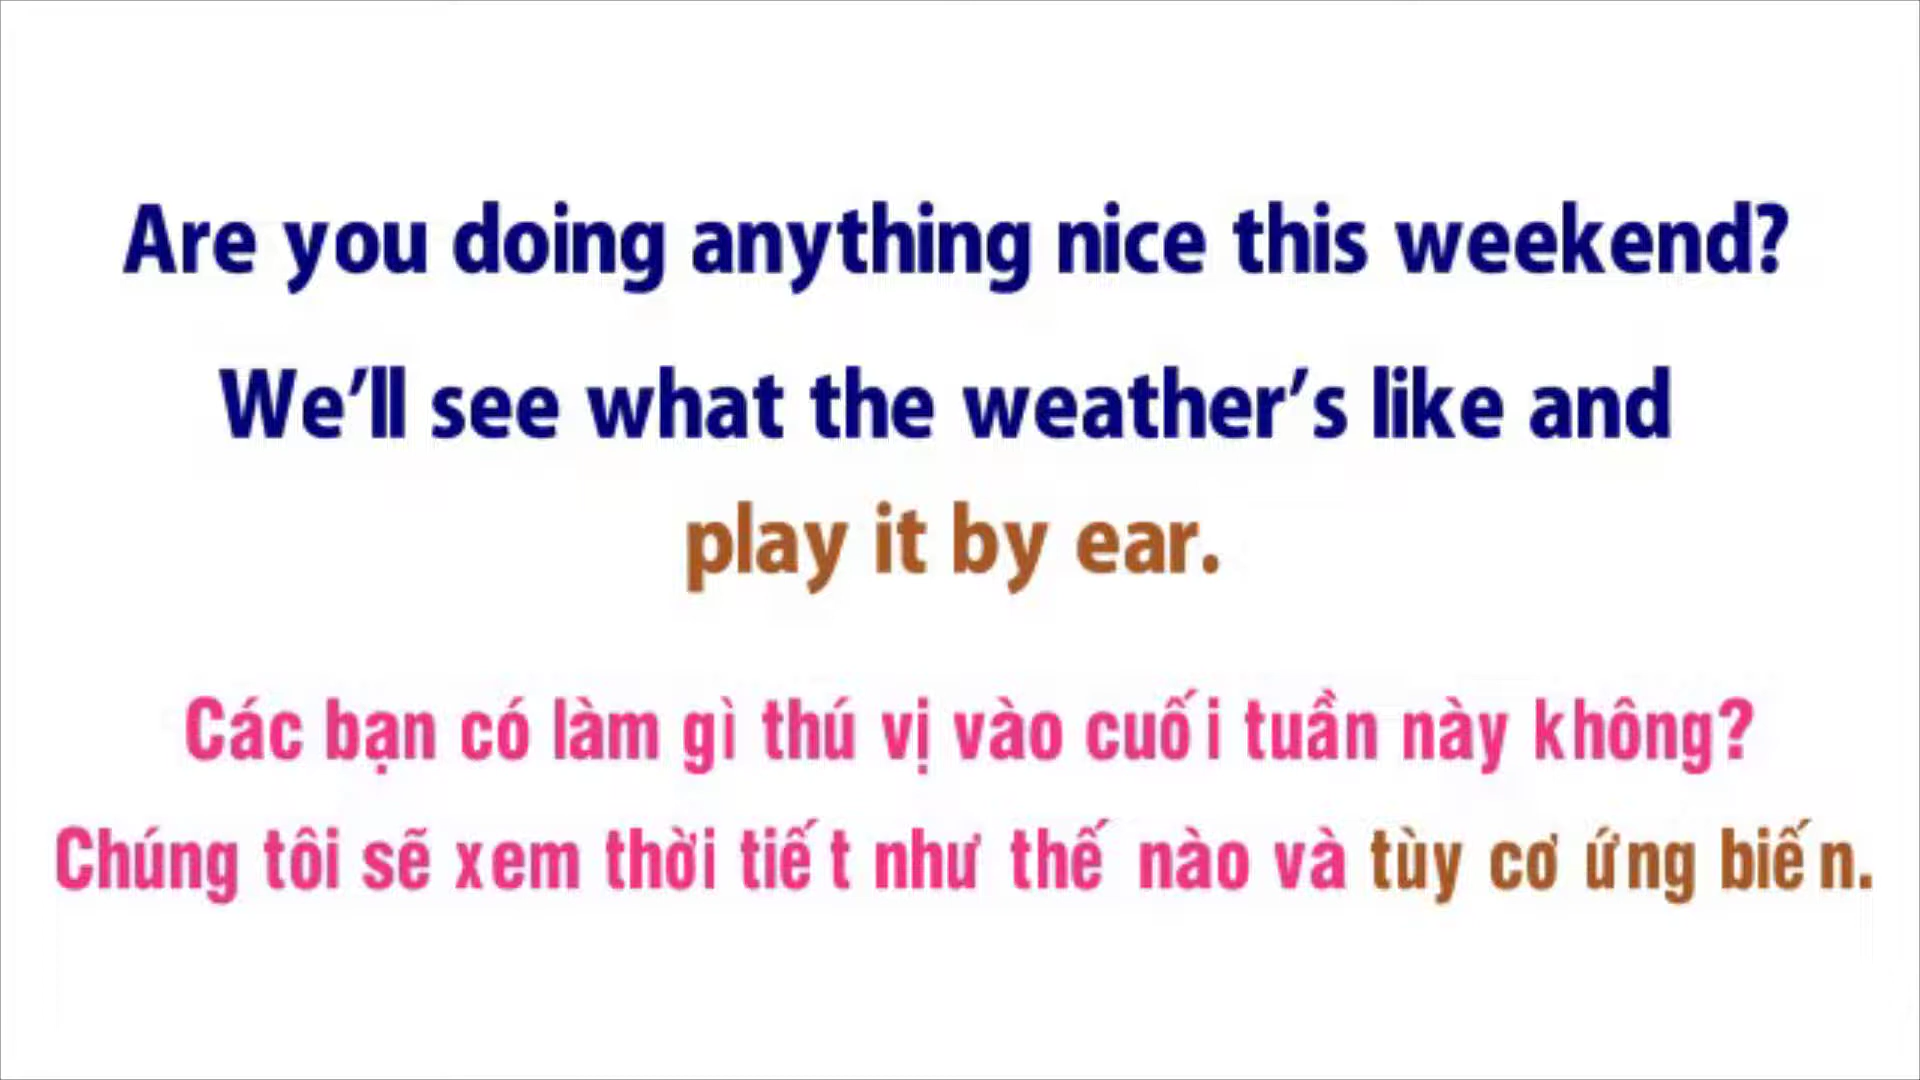 Are you doing anything nice this weekend?
We’ll see what the weather’s like and
play it by ear.
Các bạn có làm gì thú vị vào cuối tuần này không?
Chúng tôi sẽ xem thời tiết như thế nào và tùy cơ ứng biến.